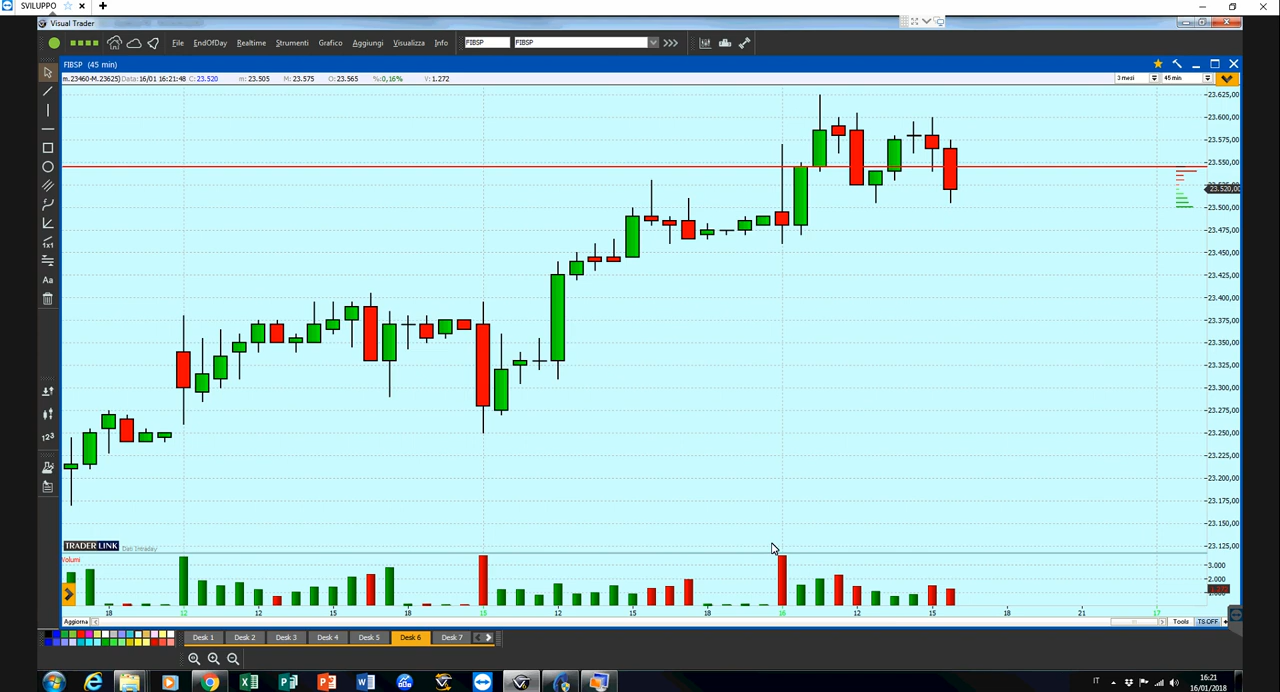 SVILUPPO
Visual Trader
File EndOfDay Realtime Strumenti Grafico Aggiungi Visualizza Info FIBSP FIBSP
FIBSP (45 min)
m.23460-M.23625) Data: 16/01 16:21:48 C: 23.520 m: 23.505 M: 23.575 O: 23.565 %:0,16% V: 1.272 3 mesi 45 min
23.625,00
23.600,00
23.575,00
23.550,00
23.520,00
23.500,00
23.475,00
23.450,00
23.425,00
23.400,00
23.375,00
23.350,00
23.325,00
23.300,00
23.275,00
23.250,00
23.225,00
23.200,00
23.175,00
23.150,00
23.125,00
1x1
Aa
123
TRADER LINK Dati Intraday
Volumi
3.000
2.000
18 12 12 15 18 15 12 15 18 16 12 15 18 21 17
Aggiorna Tools TS OFF
Desk 1 Desk 2 Desk 3 Desk 4 Desk 5 Desk 6 Desk 7
IT 16:21
16/01/2018